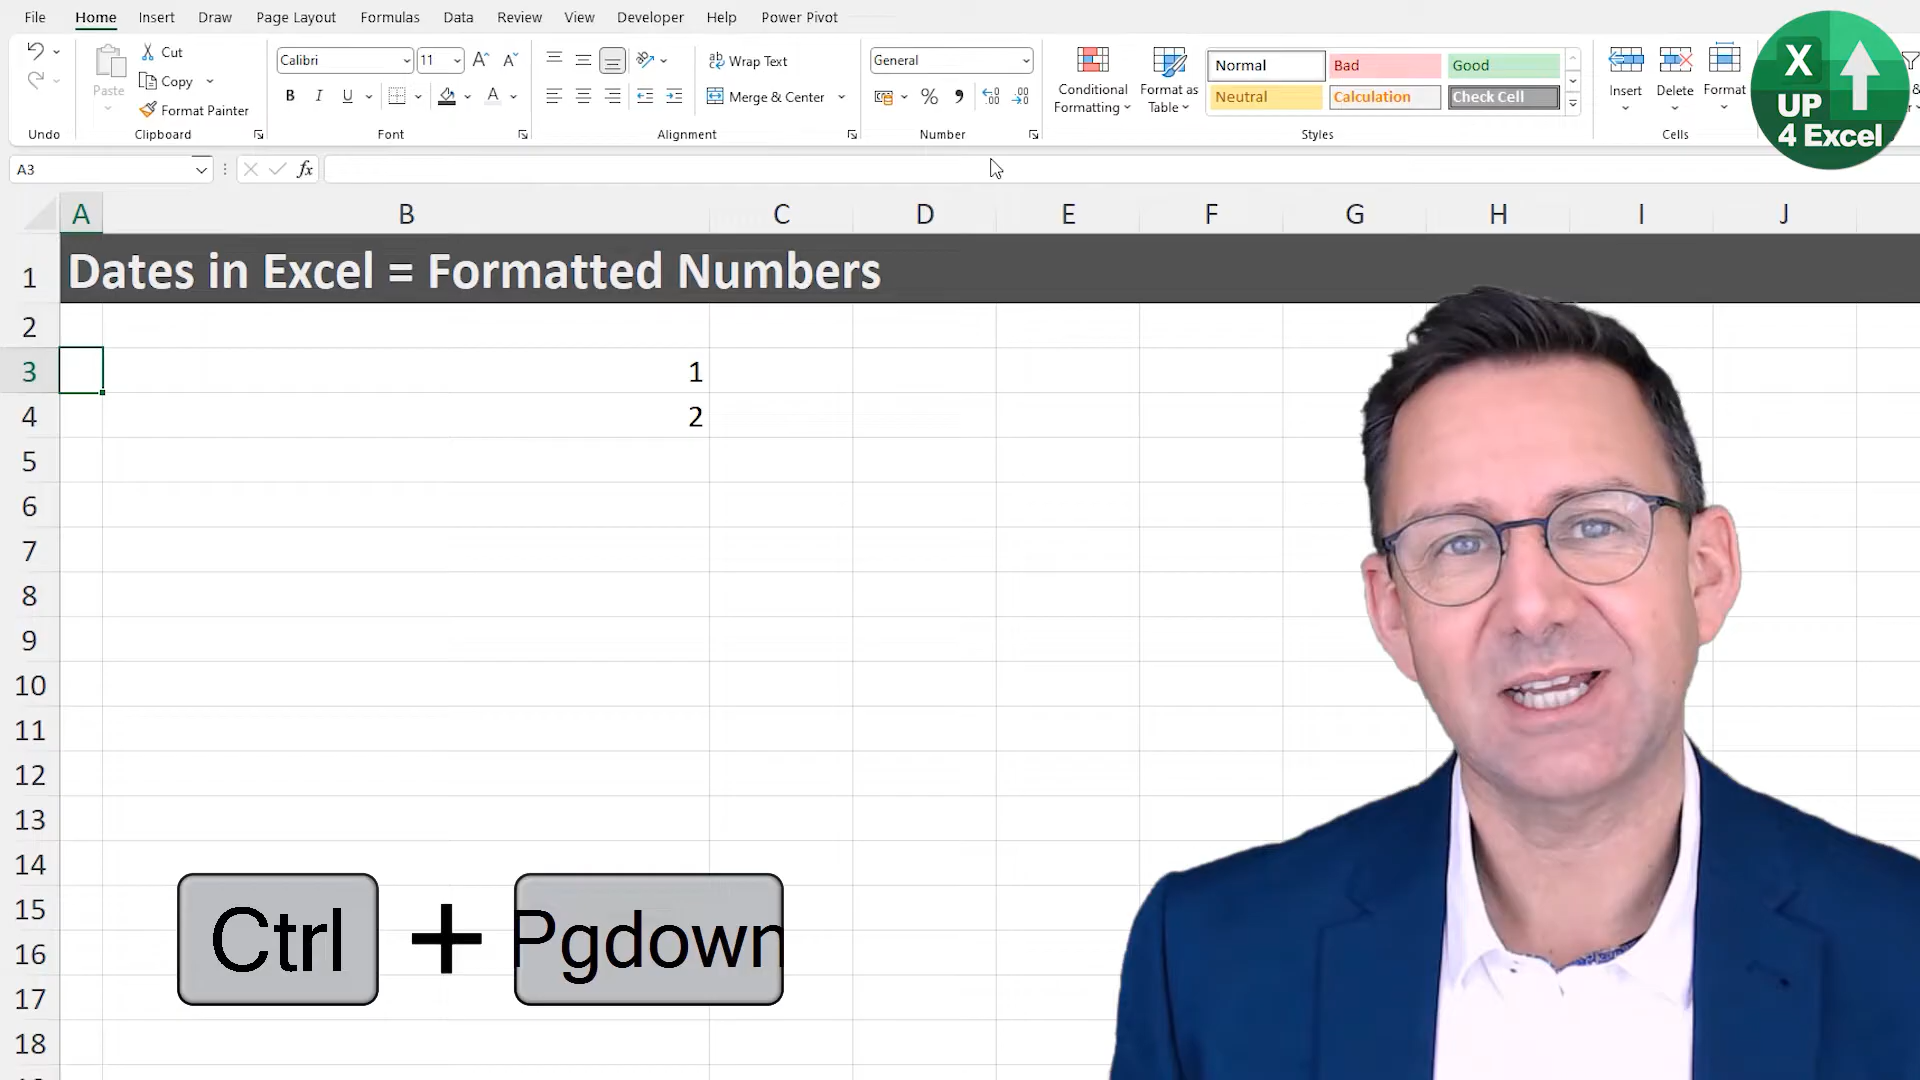 File Home Insert Draw Page Layout Formulas Data Review View Developer Help Power Pivot
Cut
Copy
Format Painter
Paste
Calibri 11
B I U
A
Wrap Text
Merge & Center
General
%
Conditional Formatting
Format as Table
Normal Bad Good
Neutral Calculation Check Cell
Insert Delete Format
Undo Clipboard Font Alignment Number Styles Cells
X
UP
4 Excel
A3 fx
A B C D E F G H I J
1 Dates in Excel = Formatted Numbers
2
3 1
4 2
5
6
7
8
9
10
11
12
13
14
15
16
17
18
Ctrl + Pgdown